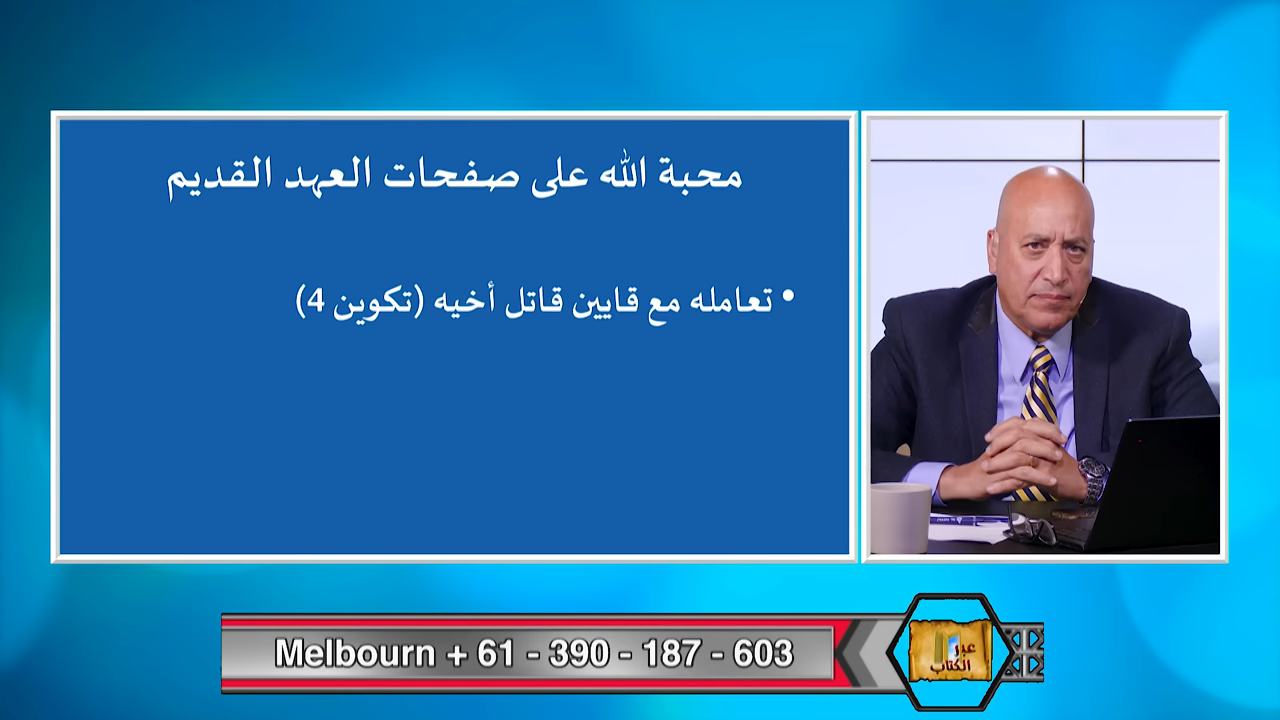 محبة الله على صفحات العهد القديم
• تعامله مع قايين قاتل أخيه (تكوين 4)
Melbourn + 61 - 390 - 187 - 603
عبر
الكتاب